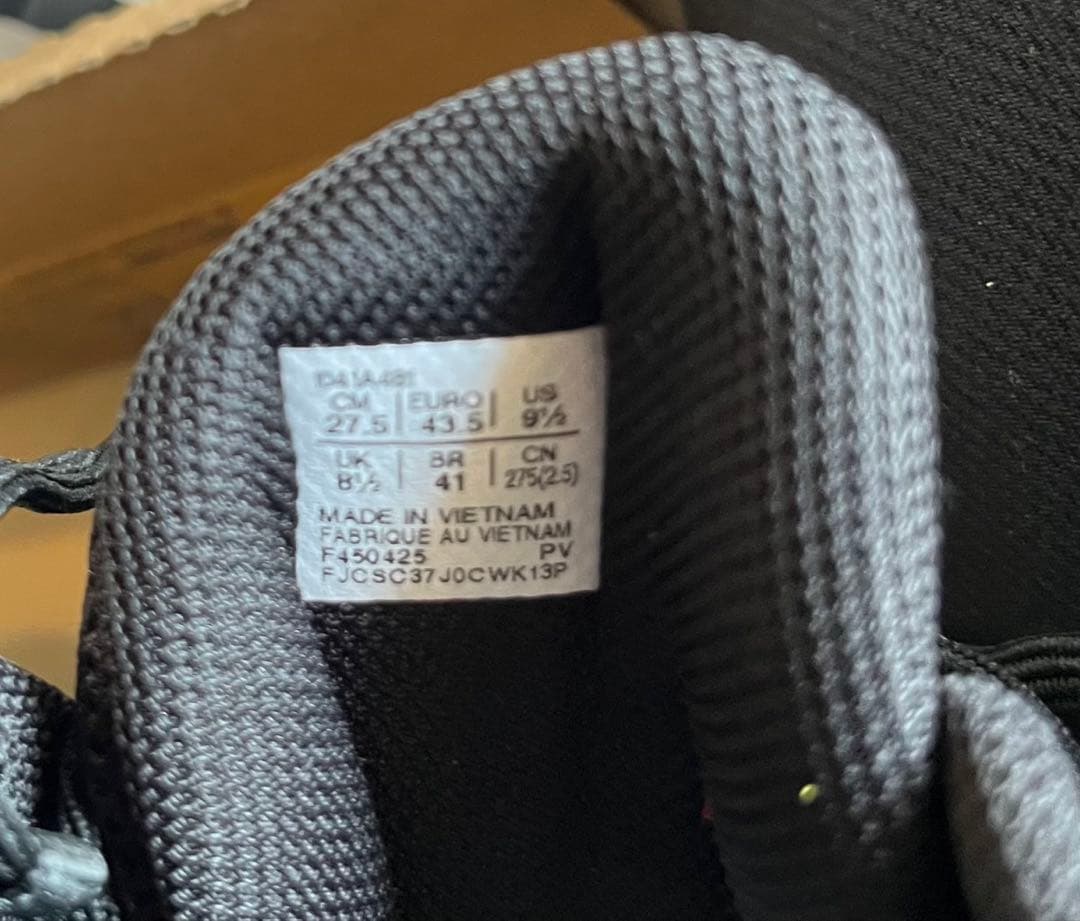 CM | EURO | US
27.5 | 43.5 | 9½
UK | BR | CN
8½ | 41 | 275(2.5)
MADE IN VIETNAM
FABRIQUE AU VIETNAM
F450425 PV
FJCSC37J0CWK13P